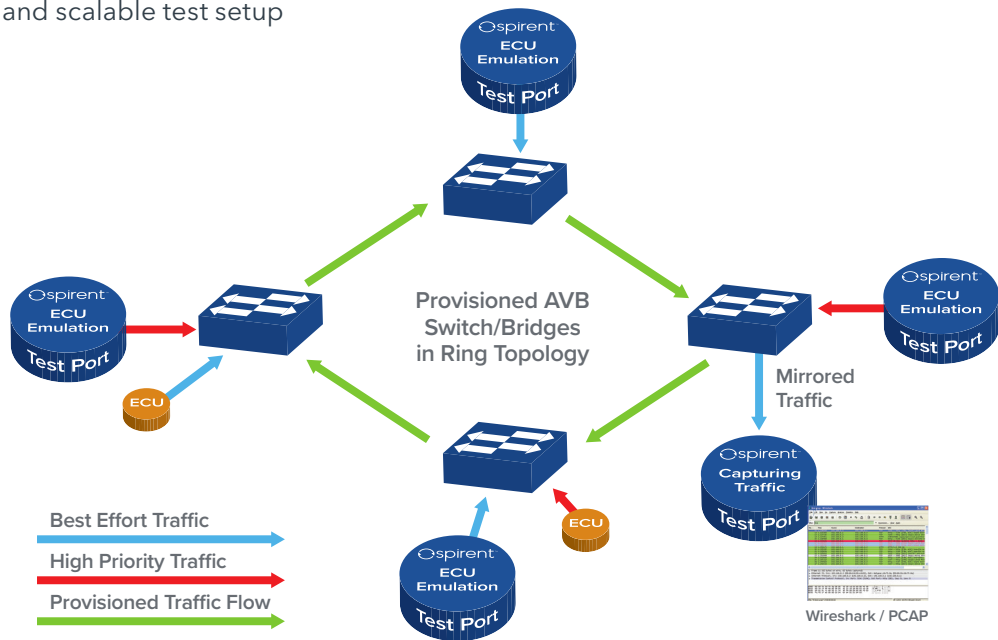 and scalable test setup
spirent
ECU
Emulation
Test Port
spirent
ECU
Emulation
Test Port
ECU
Provisioned AVB
Switch/Bridges
in Ring Topology
spirent
ECU
Emulation
Test Port
Mirrored
Traffic
spirent
Capturing
Traffic
Test Port
ECU
spirent
ECU
Emulation
Test Port
Best Effort Traffic
High Priority Traffic
Provisioned Traffic Flow
Wireshark / PCAP